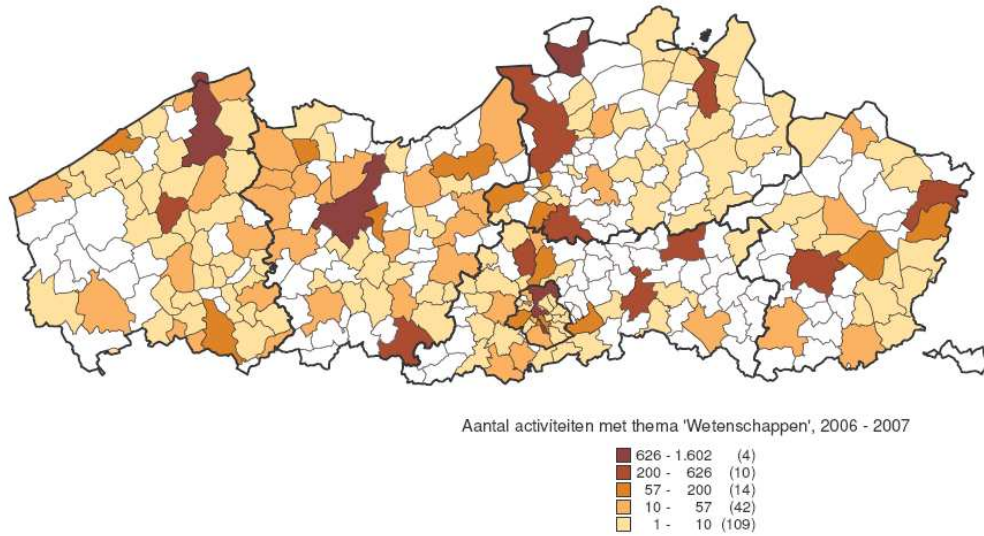 Aantal activiteiten met thema 'Wetenschappen', 2006 - 2007
626 - 1.602 (4)
200 - 626 (10)
57 - 200 (14)
10 - 57 (42)
1 - 10 (109)